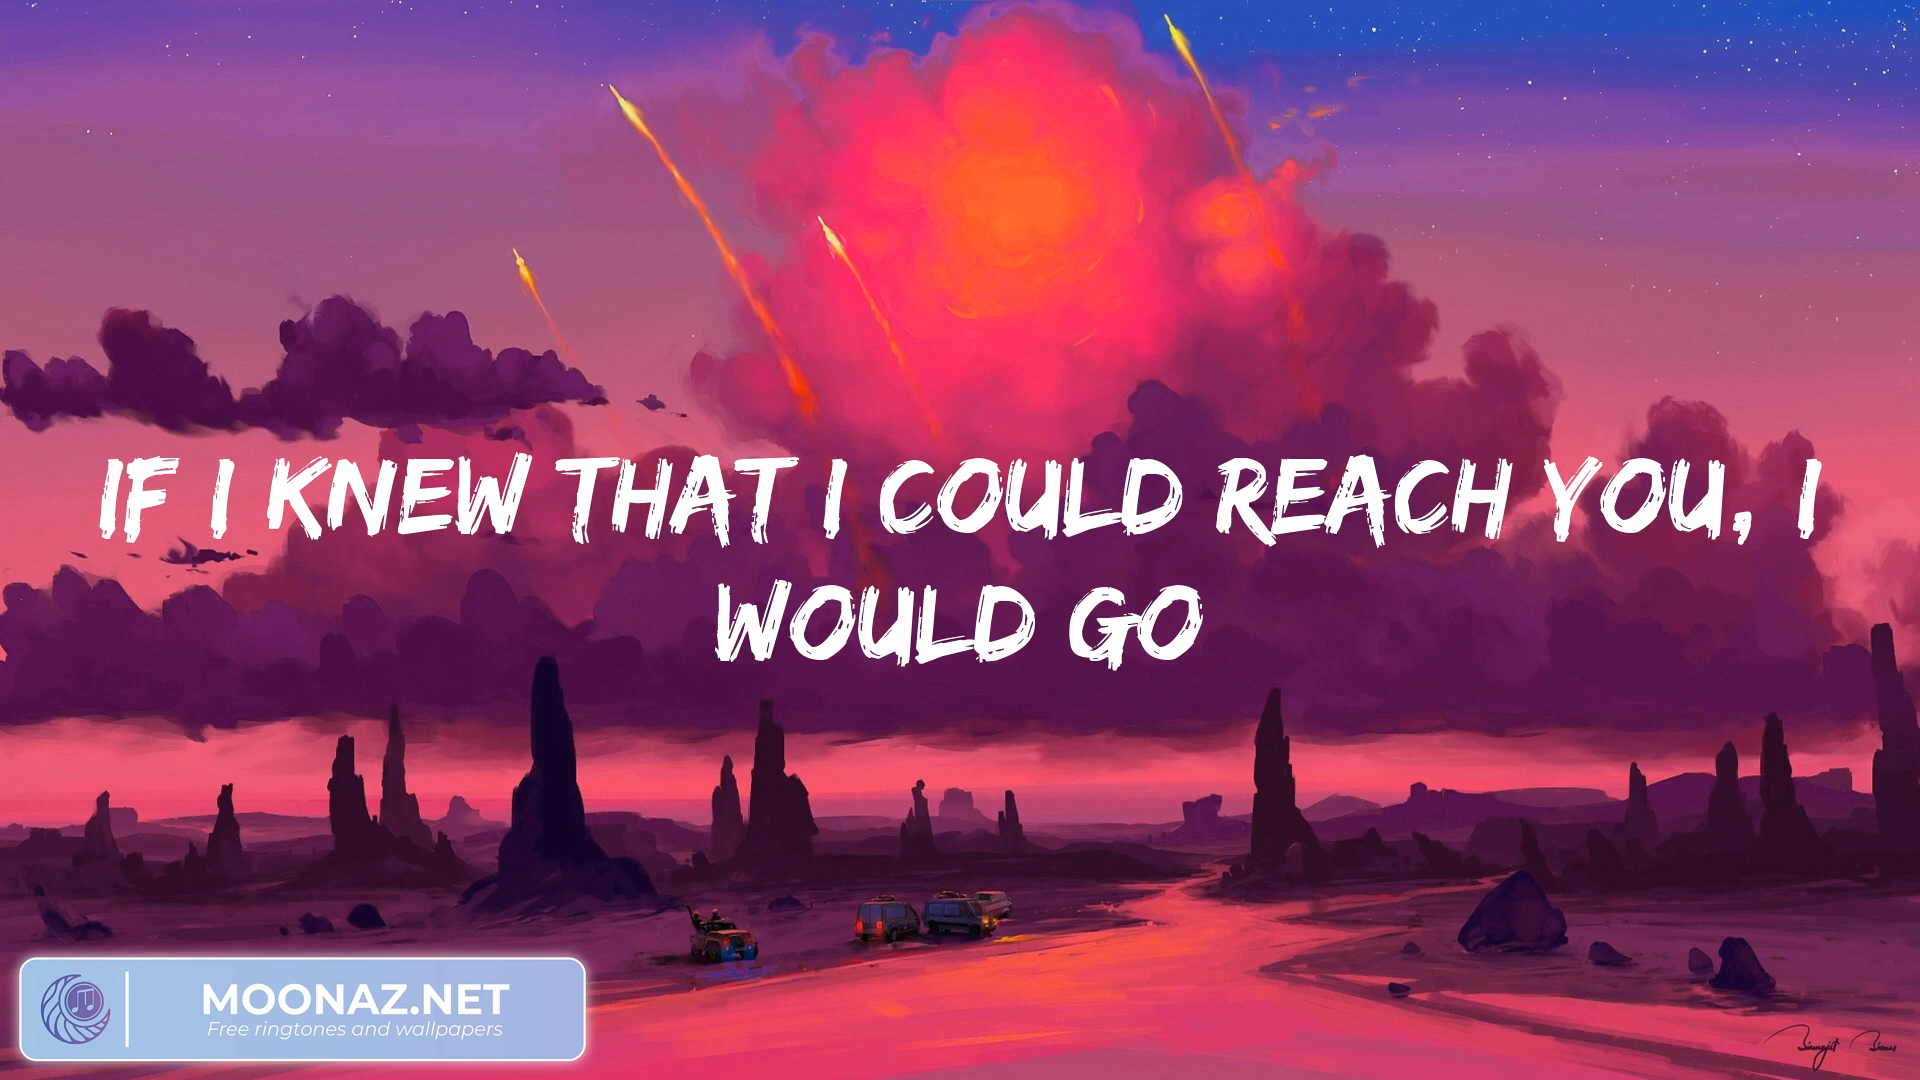 IF I KNEW THAT I COULD REACH YOU, I
WOULD GO
MOONAZ.NET
Free ringtones and wallpapers